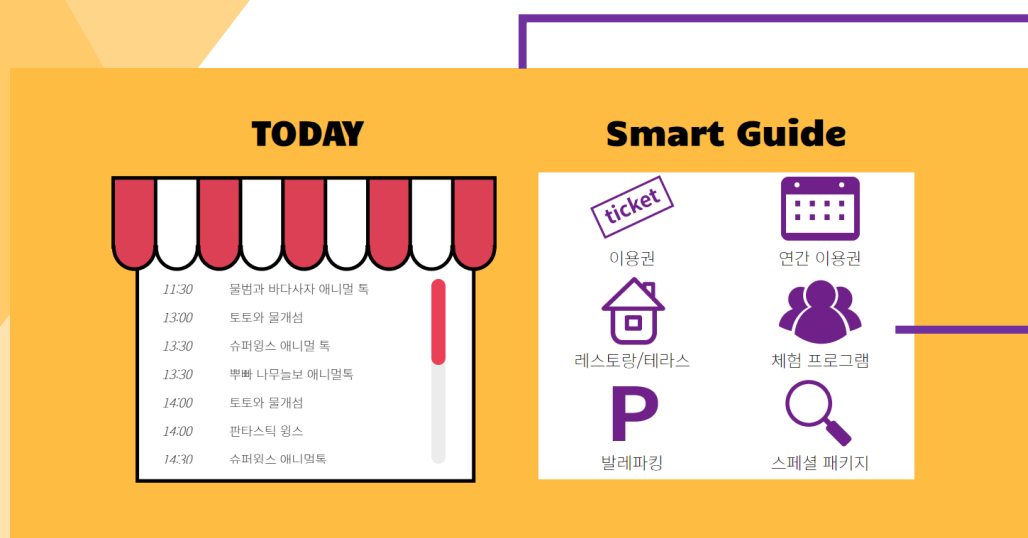 TODAY
11:30 물범과 바다사자 애니멀 톡
13:00 토토와 물개섬
13:30 슈퍼윙스 애니멀 톡
13:30 뿌빠 나무늘보 애니멀톡
14:00 토토와 물개섬
14:00 판타스틱 윙스
14:30 슈퍼윙스 애니멀톡
Smart Guide
ticket
이용권
연간 이용권
레스토랑/테라스
체험 프로그램
P
발레파킹
스페셜 패키지